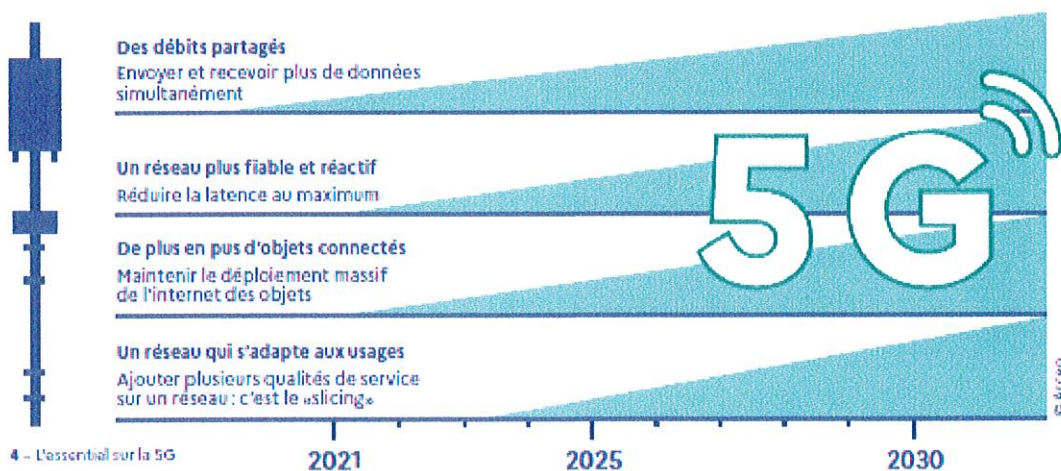 Des débits partagés
Envoyer et recevoir plus de données
simultanément
Un réseau plus fiable et réactif
Réduire la latence au maximum
De plus en pus d'objets connectés
Maintenir le déploiement massif
de l'internet des objets
Un réseau qui s'adapte aux usages
Ajouter plusieurs qualités de service
sur un réseau : c'est le «slicing»
5G
4 – L'essentiel sur la 5G
2021
2025
2030